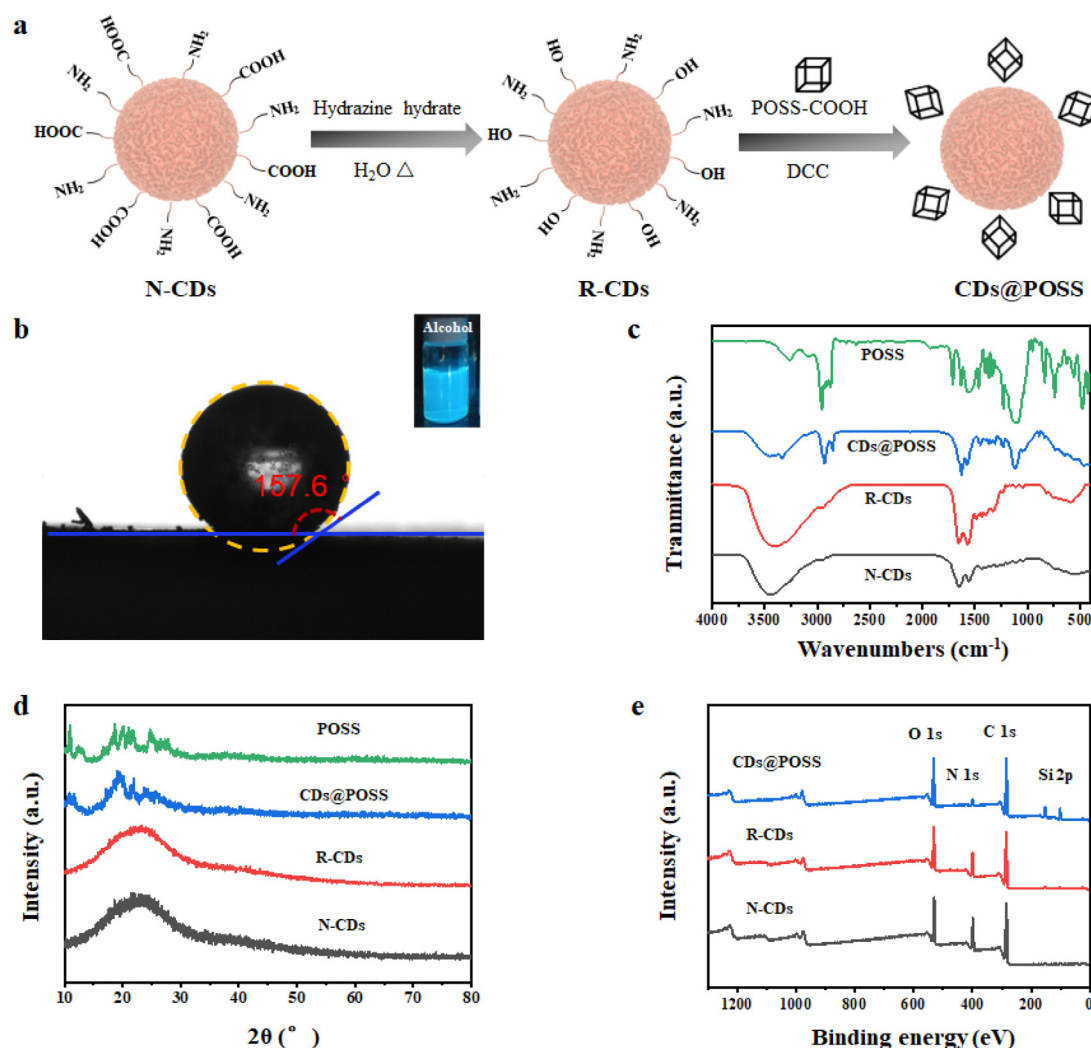 a
HOOC
NH2
COOH
NH2
NH2
HOOC
COOH
NH2
NH2
COOH
NH2
COOH
N-CDs
Hydrazine hydrate
H2O △
HO
NH2
OH
NH2
NH2
HO
OH
NH2
NH2
HO
NH2
OH
R-CDs
POSS-COOH
DCC
CDs@POSS
b
Alcohol
157.6 °
c
POSS
CDs@POSS
R-CDs
N-CDs
Tranmittance (a.u.)
4000 3500 3000 2500 2000 1500 1000 500
Wavenumbers (cm-1)
d
POSS
CDs@POSS
R-CDs
N-CDs
Intensity (a.u.)
10 20 30 40 50 60 70 80
2θ (°)
e
O 1s
C 1s
N 1s
Si 2p
CDs@POSS
R-CDs
N-CDs
Intensity (a.u.)
1200 1000 800 600 400 200 0
Binding energy (eV)